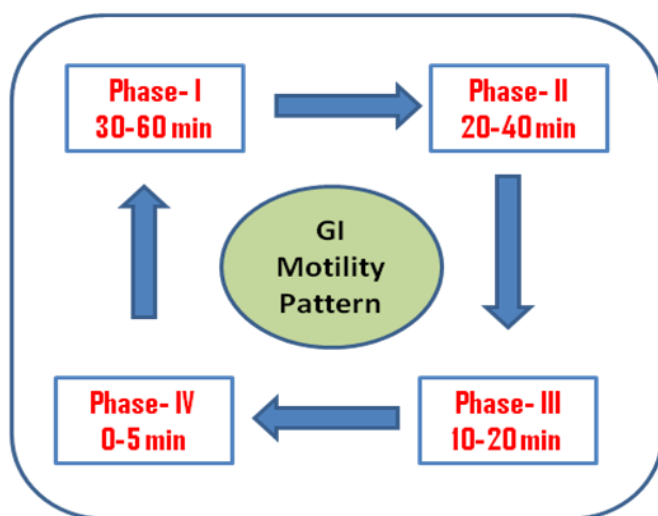 Phase- I
30-60 min
Phase- II
20-40 min
GI
Motility
Pattern
Phase- IV
0-5 min
Phase- III
10-20 min